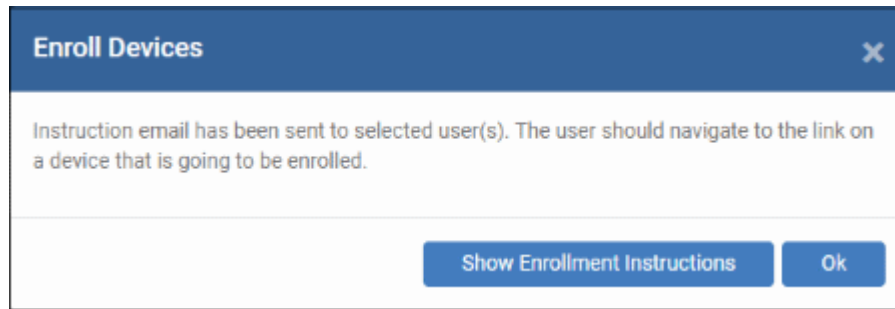 Enroll Devices
Instruction email has been sent to selected user(s). The user should navigate to the link on
a device that is going to be enrolled.
Show Enrollment Instructions Ok